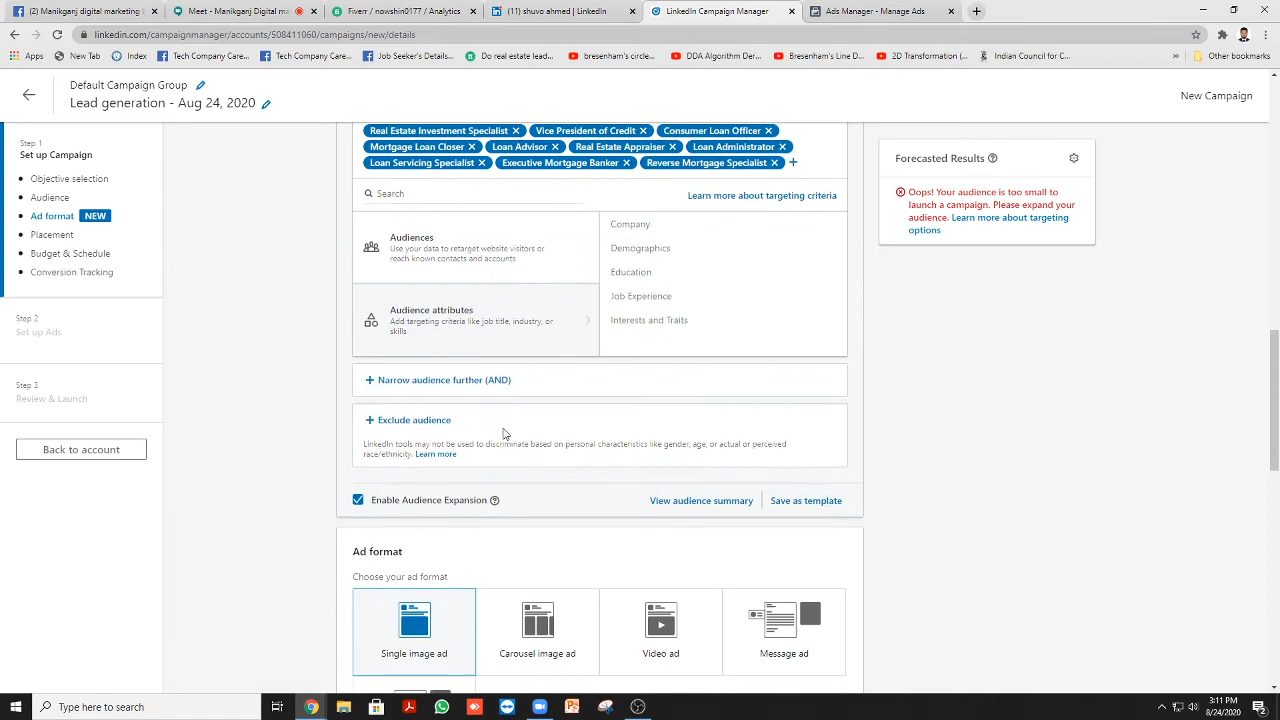 (2) Manikganj digital marketing
Meet - Manikganj Digital ma
Fiverr / nowshin0177 / Analytics
(11) shuvo ahmed | LinkedIn
LinkedIn Campaign Manager
Ads Manager - Manage Ads
linkedin.com/campaignmanager/accounts/508411060/campaigns/new/details
Apps
Grow You Tab
Index
Tech Company Care...
Tech Company Care...
Job Seeker's Details...
Do real estate lead...
bresenham's circle...
DDA Algorithm Der...
Bresenham's Line D...
2D Transformation (...
Indian Council for C...
»
Other bookmarks
Default Campaign Group
Lead generation - Aug 24, 2020
New Campaign
Step 1
Set up Campaign
Objective selection
Audience
Ad format NEW
Placement
Budget & Schedule
Conversion Tracking
Step 2
Set up Ads
Step 3
Review & Launch
Back to account
Real Estate Investment Specialist Vice President of Credit Consumer Loan Officer
Mortgage Loan Closer Loan Advisor Real Estate Appraiser Loan Administrator
Loan Servicing Specialist Executive Mortgage Banker Reverse Mortgage Specialist +
Search
Learn more about targeting criteria
Audiences
Use your data to retarget website visitors or
reach known contacts and accounts
Audience attributes
Add targeting criteria like job title, industry, or
skills
Company
Demographics
Education
Job Experience
Interests and Traits
+ Narrow audience further (AND)
+ Exclude audience
LinkedIn tools may not be used to discriminate based on personal characteristics like gender, age, or actual or perceived
race/ethnicity. Learn more
Enable Audience Expansion
View audience summary
Save as template
Ad format
Choose your ad format
Single image ad
Carousel image ad
Video ad
Message ad
Forecasted Results
Oops! Your audience is too small to
launch a campaign. Please expand your
audience. Learn more about targeting
options
Type here to search
3:11 PM
8/24/2020